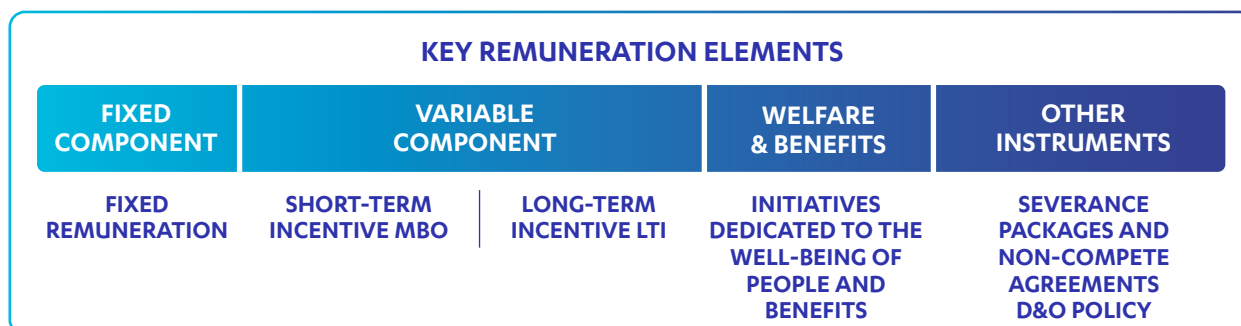 KEY REMUNERATION ELEMENTS
FIXED
COMPONENT
VARIABLE
COMPONENT
WELFARE
& BENEFITS
OTHER
INSTRUMENTS
FIXED
REMUNERATION
SHORT-TERM
INCENTIVE MBO
LONG-TERM
INCENTIVE LTI
INITIATIVES
DEDICATED TO THE
WELL-BEING OF
PEOPLE AND
BENEFITS
SEVERANCE
PACKAGES AND
NON-COMPETE
AGREEMENTS
D&O POLICY